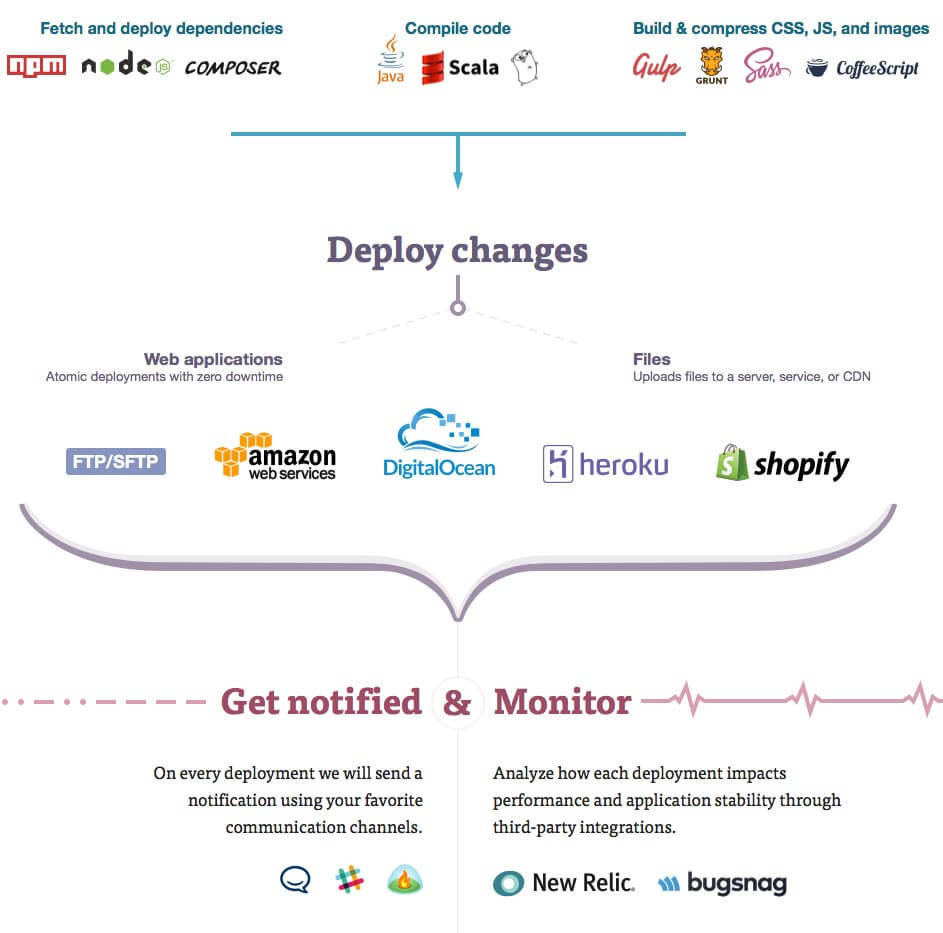 Fetch and deploy dependencies
Compile code
Build & compress CSS, JS, and images
npm
node
JS
COMPOSER
Java
Scala
Gulp
GRUNT
Sass
CoffeeScript
Deploy changes
Web applications
Atomic deployments with zero downtime
Files
Uploads files to a server, service, or CDN
FTP/SFTP
amazon
web services
DigitalOcean
heroku
shopify
Get notified & Monitor
On every deployment we will send a
notification using your favorite
communication channels.
Analyze how each deployment impacts
performance and application stability through
third-party integrations.
New Relic.
bugsnag